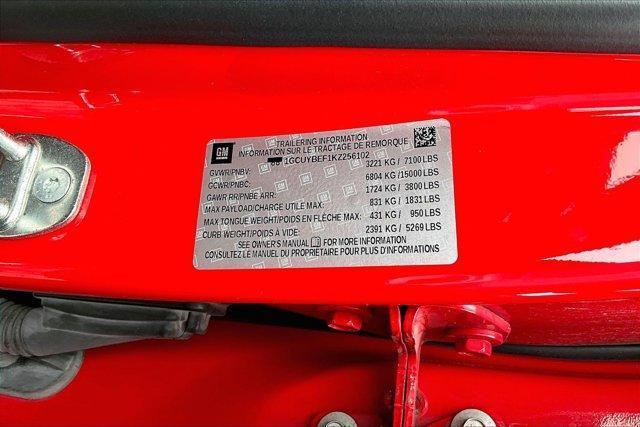 GM
TRAILERING INFORMATION
INFORMATION SUR LE TRACTAGE DE REMORQUE
1GCUYBEF1KZ256102
GVWR/PNBV: 3221 KG / 7100 LBS
GCWR/PNBC: 6804 KG /15000 LBS
GAWR RR/PNBE ARR: 1724 KG / 3800 LBS
MAX PAYLOAD/CHARGE UTILE MAX: 831 KG / 1831 LBS
MAX TONGUE WEIGHT/POIDS EN FLÈCHE MAX: 431 KG / 950 LBS
CURB WEIGHT/POIDS À VIDE: 2391 KG / 5269 LBS
SEE OWNER'S MANUAL FOR MORE INFORMATION
CONSULTEZ LE MANUEL DU PROPRIÉTAIRE POUR PLUS D'INFORMATIONS